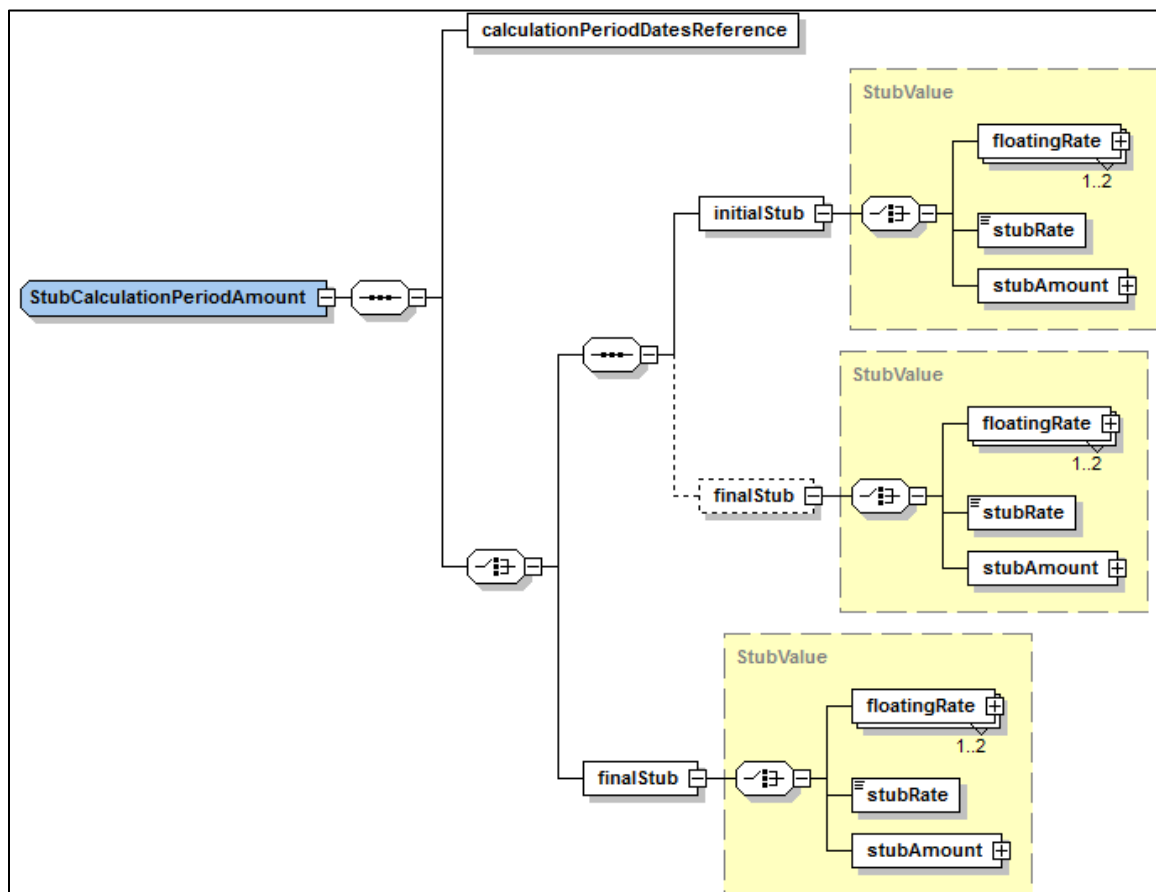 calculationPeriodDatesReference
StubValue
floatingRate
1..2
initialStub
stubRate
stubAmount
StubCalculationPeriodAmount
StubValue
floatingRate
1..2
finalStub
stubRate
stubAmount
StubValue
floatingRate
1..2
finalStub
stubRate
stubAmount